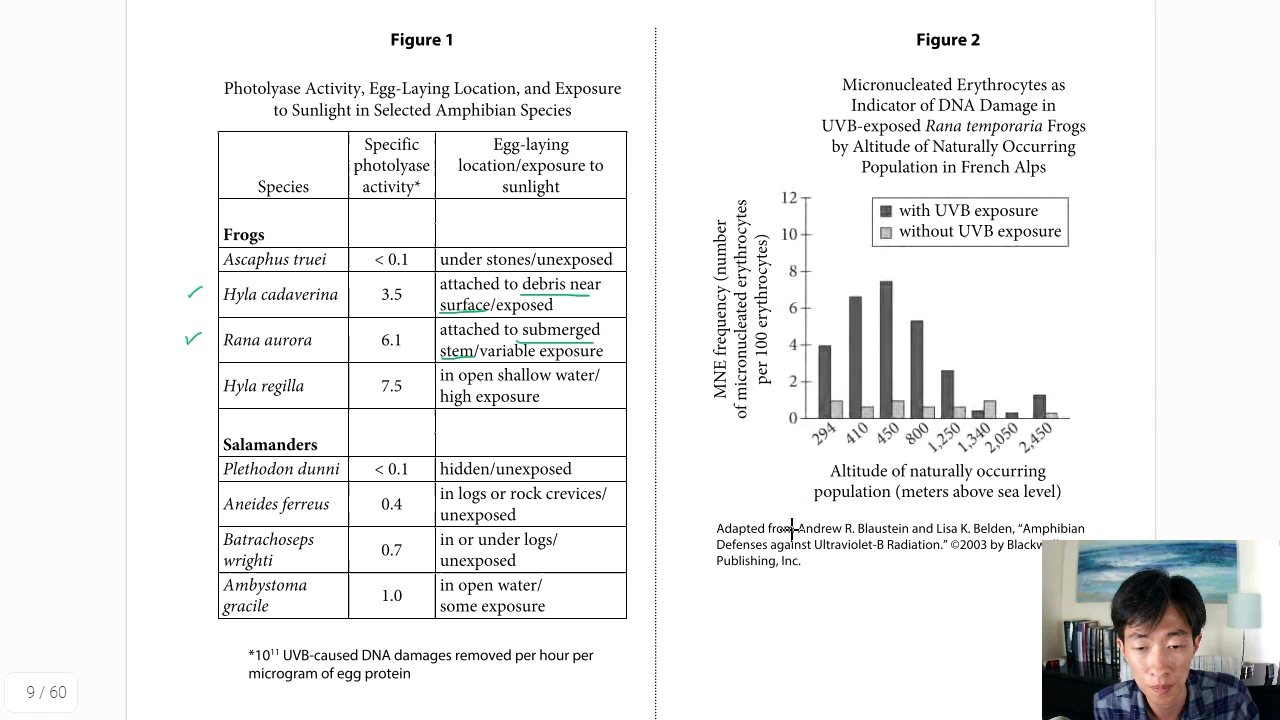 Figure 1
Photolyase Activity, Egg-Laying Location, and Exposure
to Sunlight in Selected Amphibian Species
Species
Specific
photolyase
activity*
Egg-laying
location/exposure to
sunlight
Frogs
Ascaphus truei
< 0.1
under stones/unexposed
Hyla cadaverina
3.5
attached to debris near
surface/exposed
Rana aurora
6.1
attached to submerged
stem/variable exposure
Hyla regilla
7.5
in open shallow water/
high exposure
Salamanders
Plethodon dunni
< 0.1
hidden/unexposed
Aneides ferreus
0.4
in logs or rock crevices/
unexposed
Batrachoseps
wrighti
0.7
in or under logs/
unexposed
Ambystoma
gracile
1.0
in open water/
some exposure
*10¹¹ UVB-caused DNA damages removed per hour per
microgram of egg protein
9 / 60
Figure 2
Micronucleated Erythrocytes as
Indicator of DNA Damage in
UVB-exposed Rana temporaria Frogs
by Altitude of Naturally Occurring
Population in French Alps
MNE frequency (number
of micronucleated erythrocytes
per 100 erythrocytes)
12
10
8
6
4
2
0
with UVB exposure
without UVB exposure
294
410
450
800
1,250
1,340
2,050
2,450
Altitude of naturally occurring
population (meters above sea level)
Adapted from Andrew R. Blaustein and Lisa K. Belden, “Amphibian
Defenses against Ultraviolet-B Radiation.” ©2003 by
Publishing, Inc.